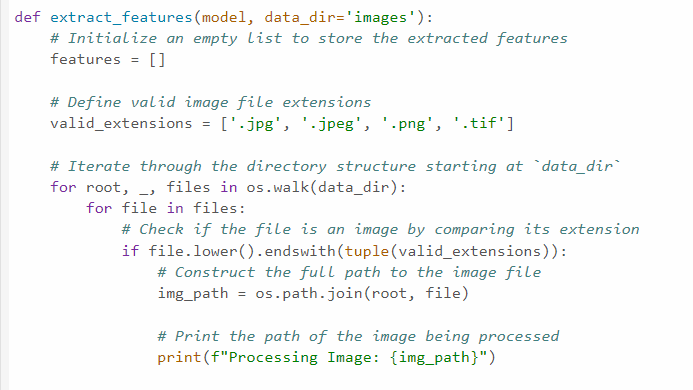 def extract_features(model, data_dir='images'):
    # Initialize an empty list to store the extracted features
    features = []

    # Define valid image file extensions
    valid_extensions = ['.jpg', '.jpeg', '.png', '.tif']

    # Iterate through the directory structure starting at `data_dir`
    for root, _, files in os.walk(data_dir):
        for file in files:
            # Check if the file is an image by comparing its extension
            if file.lower().endswith(tuple(valid_extensions)):
                # Construct the full path to the image file
                img_path = os.path.join(root, file)

                # Print the path of the image being processed
                print(f"Processing Image: {img_path}")